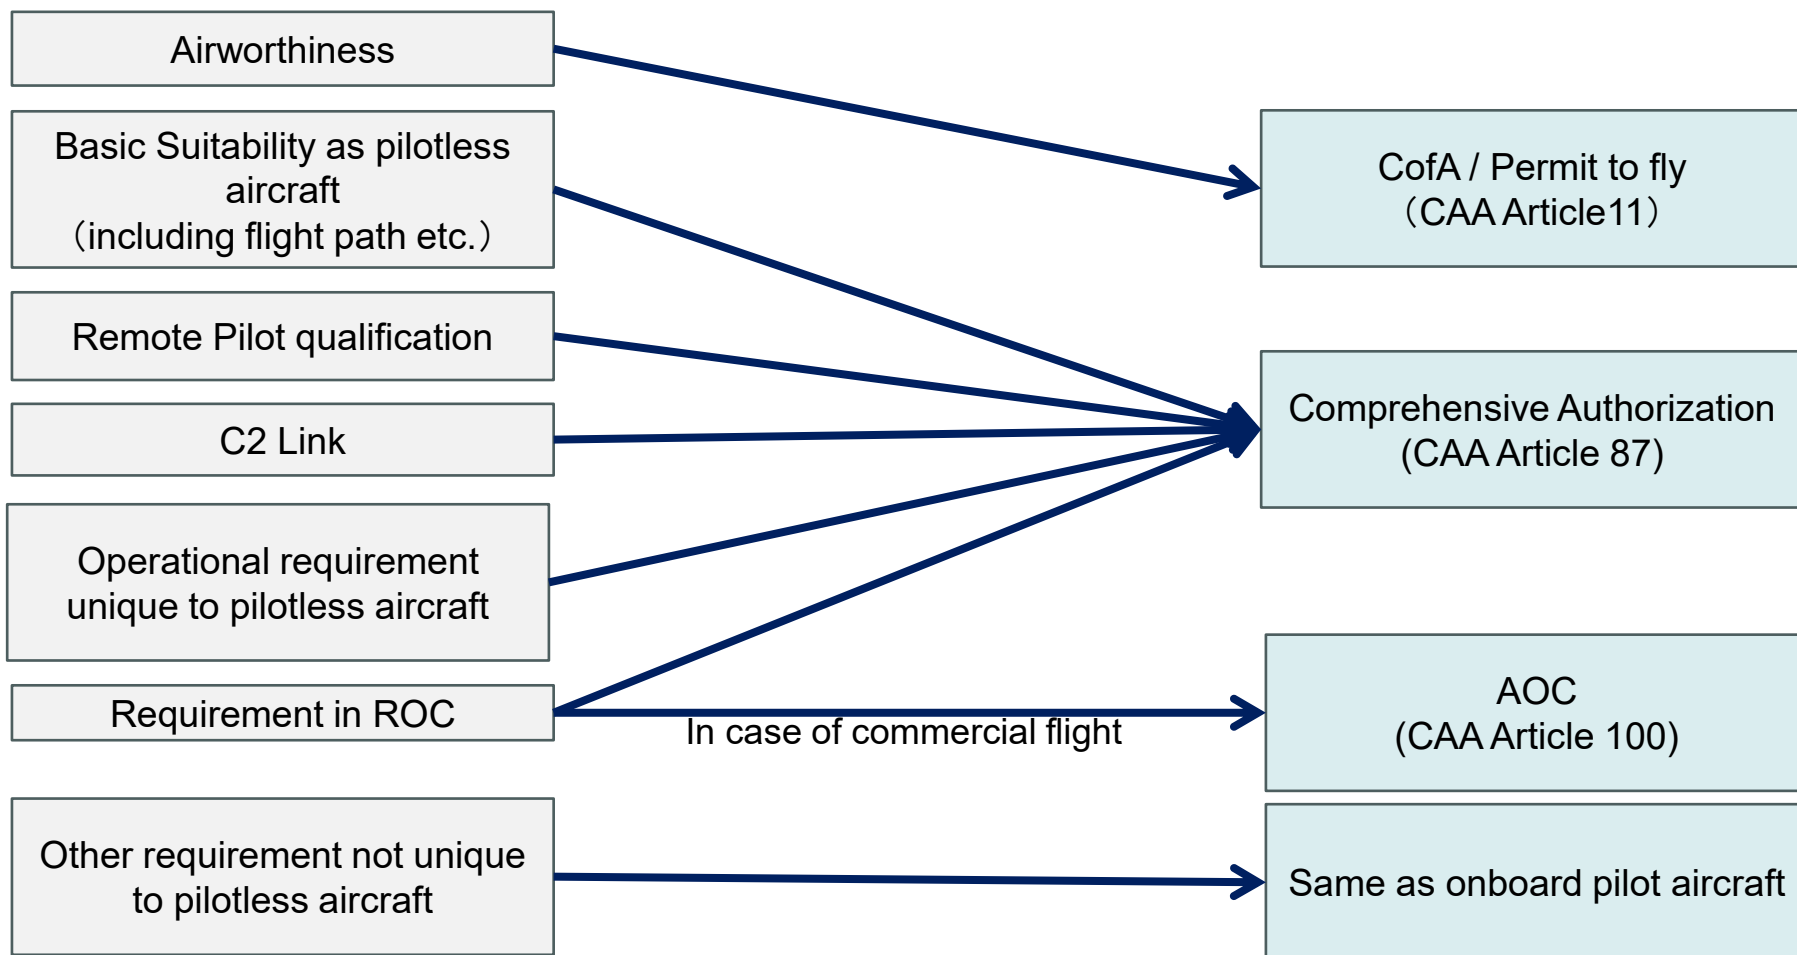 Airworthiness
Basic Suitability as pilotless
aircraft
（including flight path etc.）
Remote Pilot qualification
C2 Link
Operational requirement
unique to pilotless aircraft
Requirement in ROC
Other requirement not unique
to pilotless aircraft
In case of commercial flight
CofA / Permit to fly
（CAA Article11）
Comprehensive Authorization
(CAA Article 87)
AOC
(CAA Article 100)
Same as onboard pilot aircraft